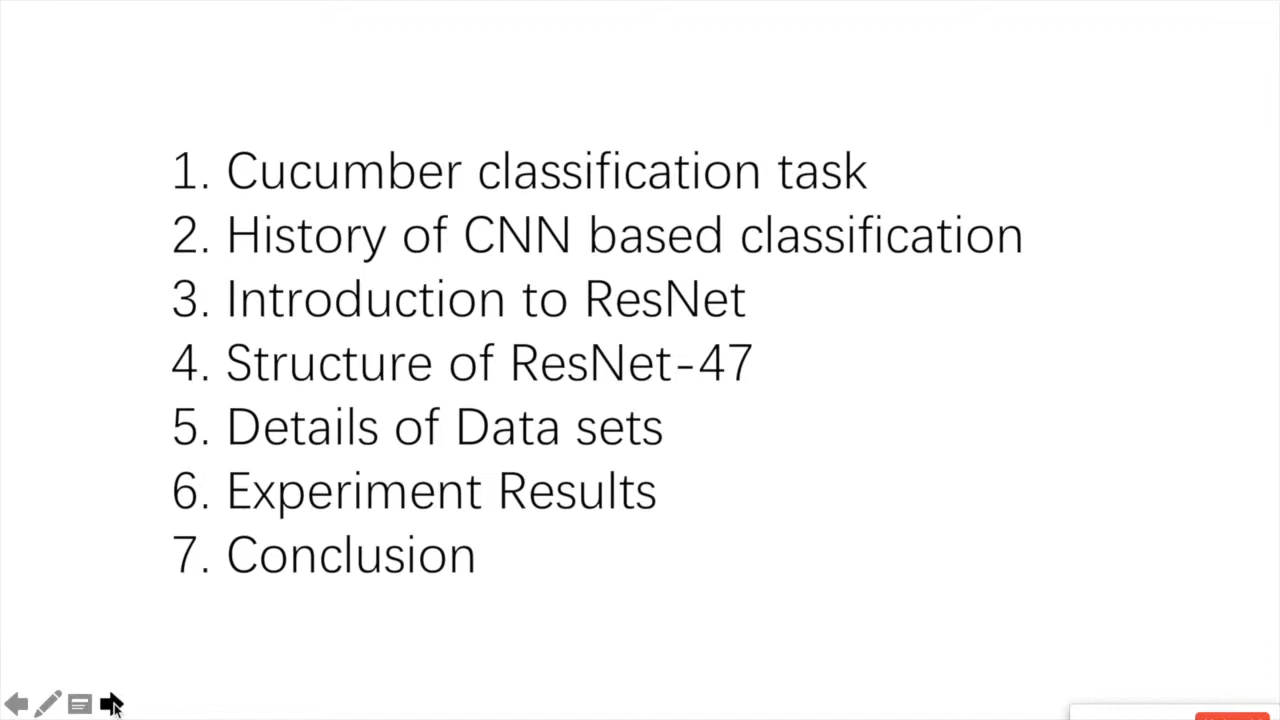 1. Cucumber classification task
2. History of CNN based classification
3. Introduction to ResNet
4. Structure of ResNet-47
5. Details of Data sets
6. Experiment Results
7. Conclusion